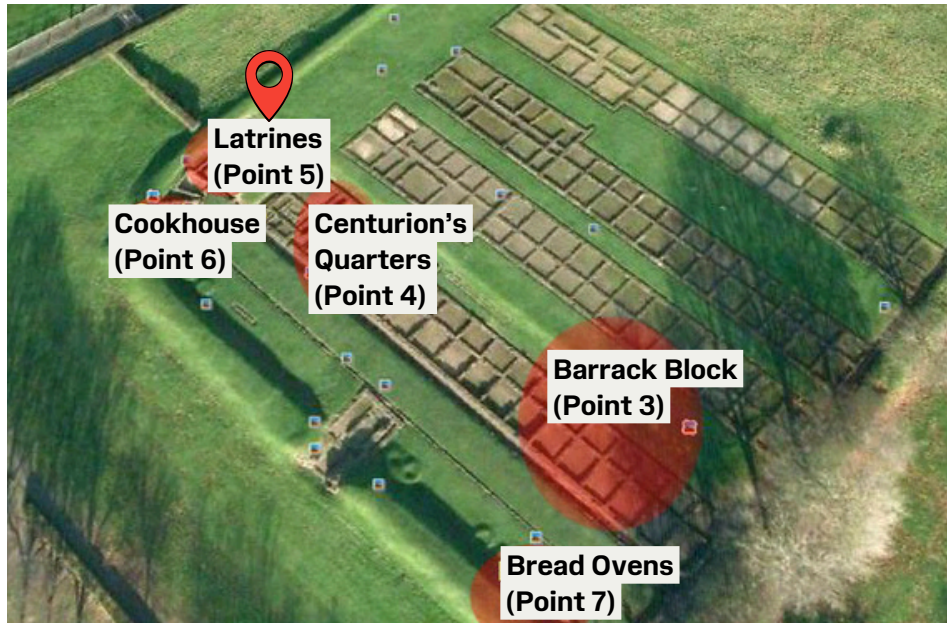 Latrines
(Point 5)
Cookhouse
(Point 6)
Centurion’s
Quarters
(Point 4)
Barrack Block
(Point 3)
Bread Ovens
(Point 7)